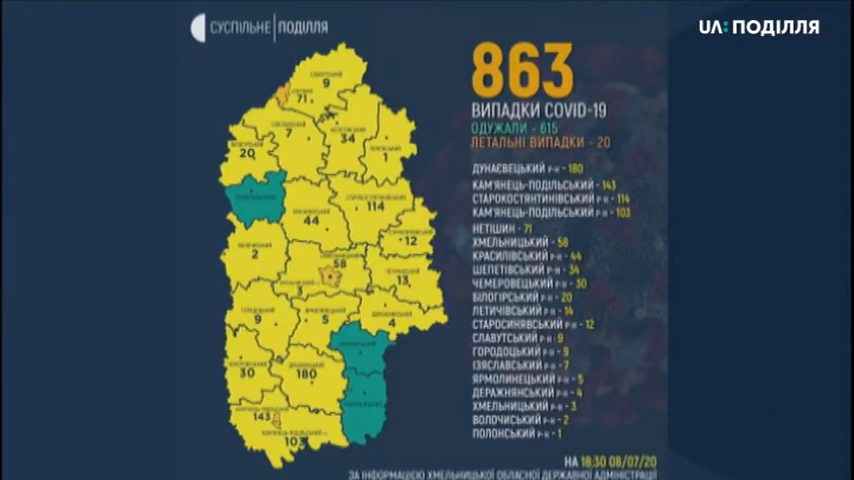 СУСПІЛЬНЕ ПОДІЛЛЯ
UA: ПОДІЛЛЯ
863
ВИПАДКИ COVID-19
ОДУЖАЛИ - 615
ЛЕТАЛЬНІ ВИПАДКИ - 20
ДУНАЄВЕЦЬКИЙ Р-Н - 180
КАМ'ЯНЕЦЬ-ПОДІЛЬСЬКИЙ - 143
СТАРОКОСТЯНТИНІВСЬКИЙ Р-Н - 114
КАМ'ЯНЕЦЬ-ПОДІЛЬСЬКИЙ Р-Н - 103
НЕТІШИН - 71
ХМЕЛЬНИЦЬКИЙ - 58
КРАСИЛІВСЬКИЙ Р-Н - 44
ШЕПЕТІВСЬКИЙ Р-Н - 34
ЧЕМЕРОВЕЦЬКИЙ Р-Н - 30
БІЛОГІРСЬКИЙ Р-Н - 20
ЛЕТИЧІВСЬКИЙ Р-Н - 14
СТАРОСИНЯВСЬКИЙ Р-Н - 12
СЛАВУТСЬКИЙ Р-Н - 9
ГОРОДОЦЬКИЙ Р-Н - 9
ІЗЯСЛАВСЬКИЙ Р-Н - 7
ЯРМОЛИНЕЦЬКИЙ Р-Н - 5
ДЕРАЖНЯНСЬКИЙ Р-Н - 4
ХМЕЛЬНИЦЬКИЙ Р-Н - 3
ВОЛОЧИСЬКИЙ Р-Н - 2
ПОЛОНСЬКИЙ Р-Н - 1
НА 18:30 08/07/20
ЗА ІНФОРМАЦІЄЮ ХМЕЛЬНИЦЬКОЇ ОБЛАСНОЇ ДЕРЖАВНОЇ АДМІНІСТРАЦІЇ
9
71
7
34
20
1
114
44
12
2
58
13
3
9
5
4
30
180
143
103